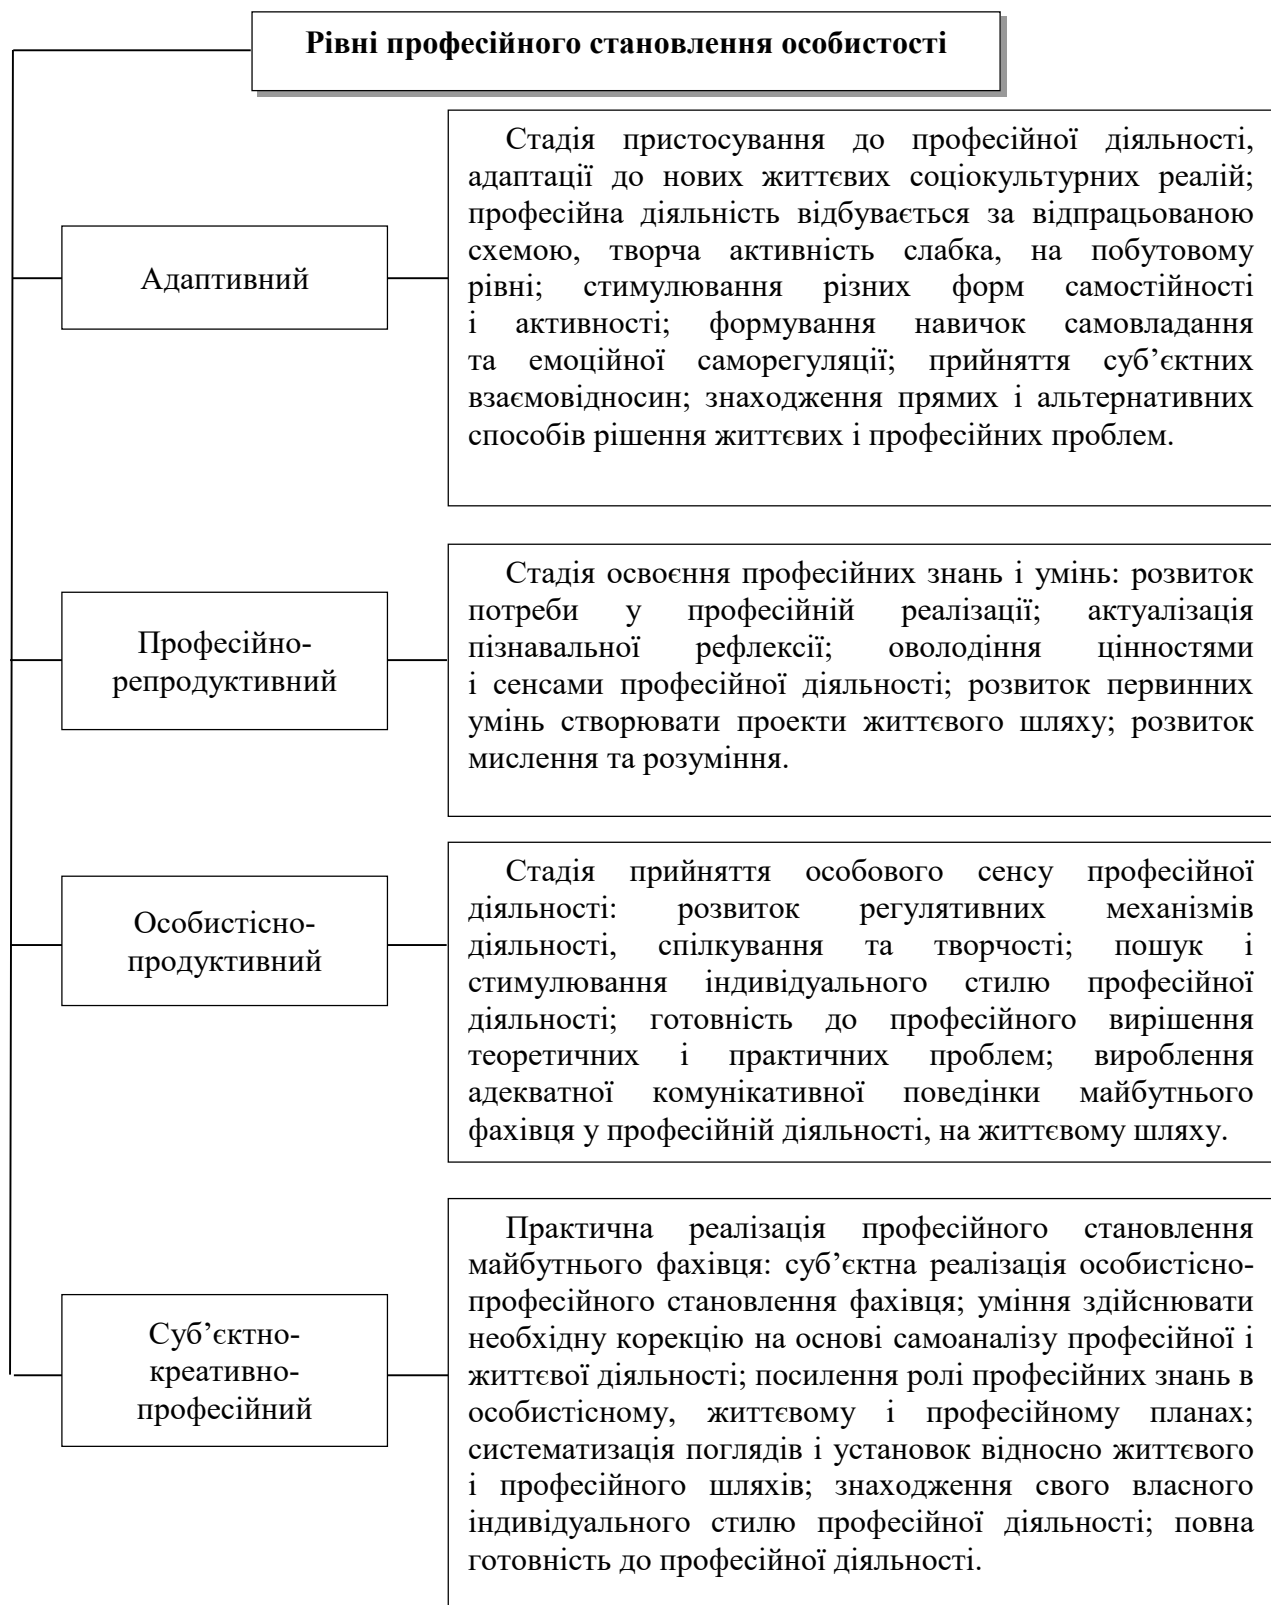 Рівні професійного становлення особистості
Адаптивний
Стадія пристосування до професійної діяльності,
адаптації до нових життєвих соціокультурних реалій;
професійна діяльність відбувається за відпрацьованою
схемою, творча активність слабка, на побутовому
рівні; стимулювання різних форм самостійності
і активності; формування навичок самовладання
та емоційної саморегуляції; прийняття суб’єктних
взаємовідносин; знаходження прямих і альтернативних
способів рішення життєвих і професійних проблем.
Професійно-
репродуктивний
Стадія освоєння професійних знань і умінь: розвиток
потреби у професійній реалізації; актуалізація
пізнавальної рефлексії; оволодіння цінностями
і сенсами професійної діяльності; розвиток первинних
умінь створювати проекти життєвого шляху; розвиток
мислення та розуміння.
Особистісно-
продуктивний
Стадія прийняття особового сенсу професійної
діяльності: розвиток регулятивних механізмів
діяльності, спілкування та творчості; пошук і
стимулювання індивідуального стилю професійної
діяльності; готовність до професійного вирішення
теоретичних і практичних проблем; вироблення
адекватної комунікативної поведінки майбутнього
фахівця у професійній діяльності, на життєвому шляху.
Суб’єктно-
креативно-
професійний
Практична реалізація професійного становлення
майбутнього фахівця: суб’єктна реалізація особистісно-
професійного становлення фахівця; уміння здійснювати
необхідну корекцію на основі самоаналізу професійної і
життєвої діяльності; посилення ролі професійних знань в
особистісному, життєвому і професійному планах;
систематизація поглядів і установок відносно життєвого
і професійного шляхів; знаходження свого власного
індивідуального стилю професійної діяльності; повна
готовність до професійної діяльності.